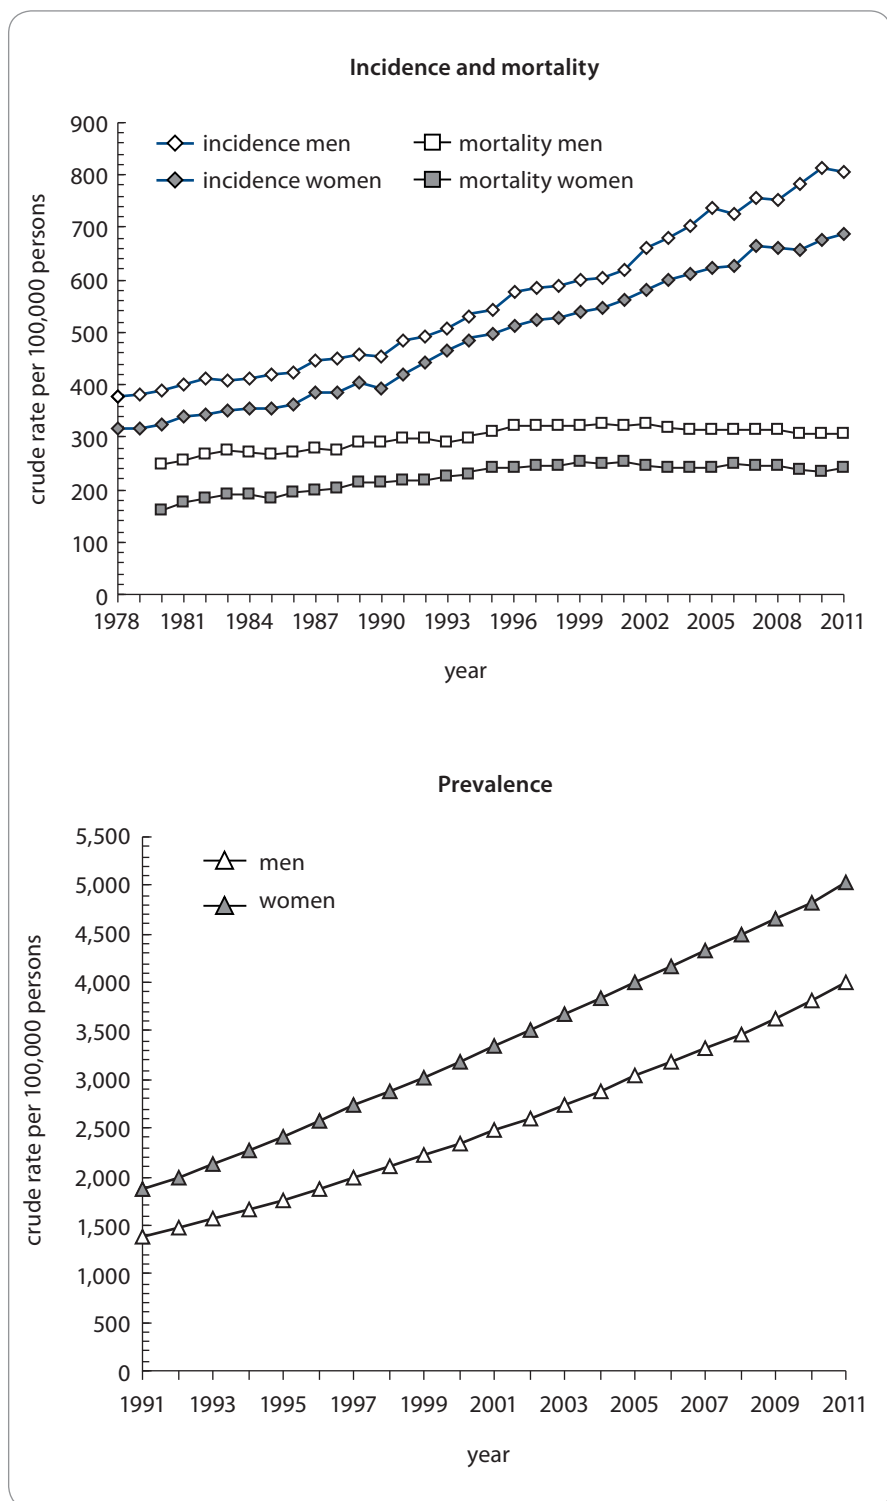 Incidence and mortality
900
800
700
600
500
400
300
200
100
0
incidence men
mortality men
incidence women
mortality women
crude rate per 100,000 persons
1978 1981 1984 1987 1990 1993 1996 1999 2002 2005 2008 2011
year
Prevalence
5,500
5,000
4,500
4,000
3,500
3,000
2,500
2,000
1,500
1,000
500
0
men
women
crude rate per 100,000 persons
1991 1993 1995 1997 1999 2001 2003 2005 2007 2009 2011
year